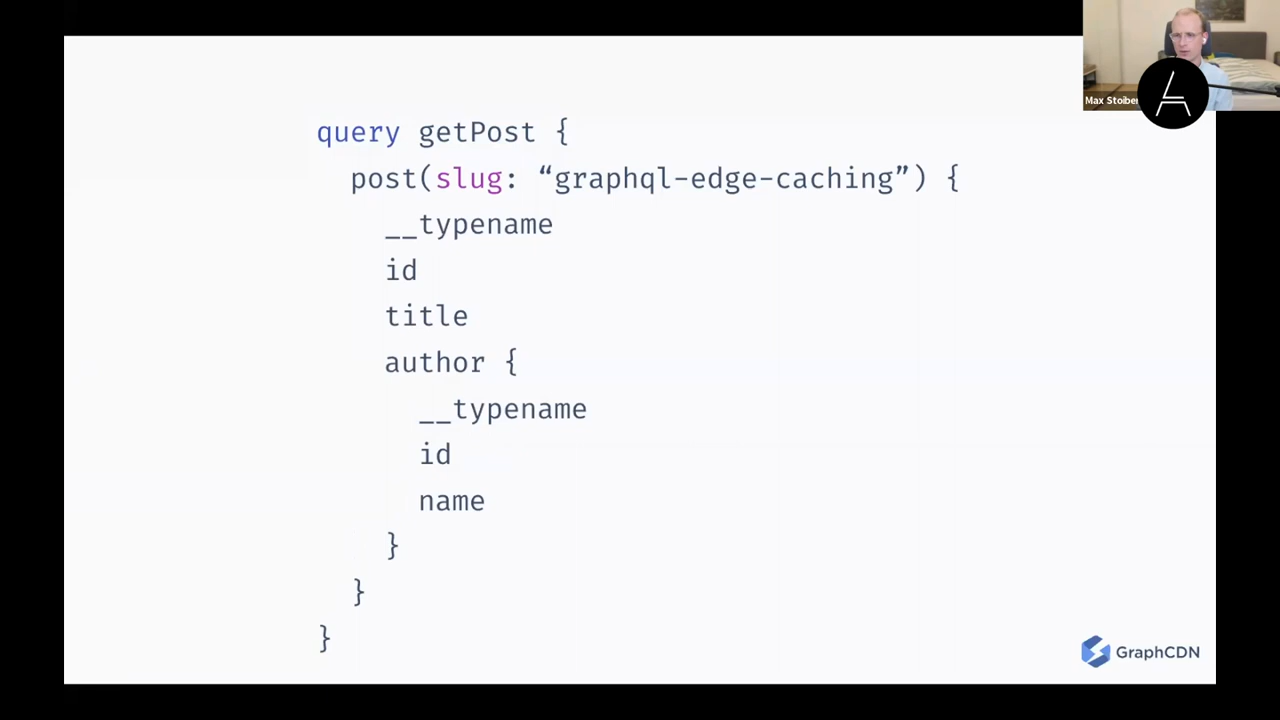 query getPost {
post(slug: “graphql-edge-caching”) {
__typename
id
title
author {
__typename
id
name
}
}
}
Max Stoiber
GraphCDN